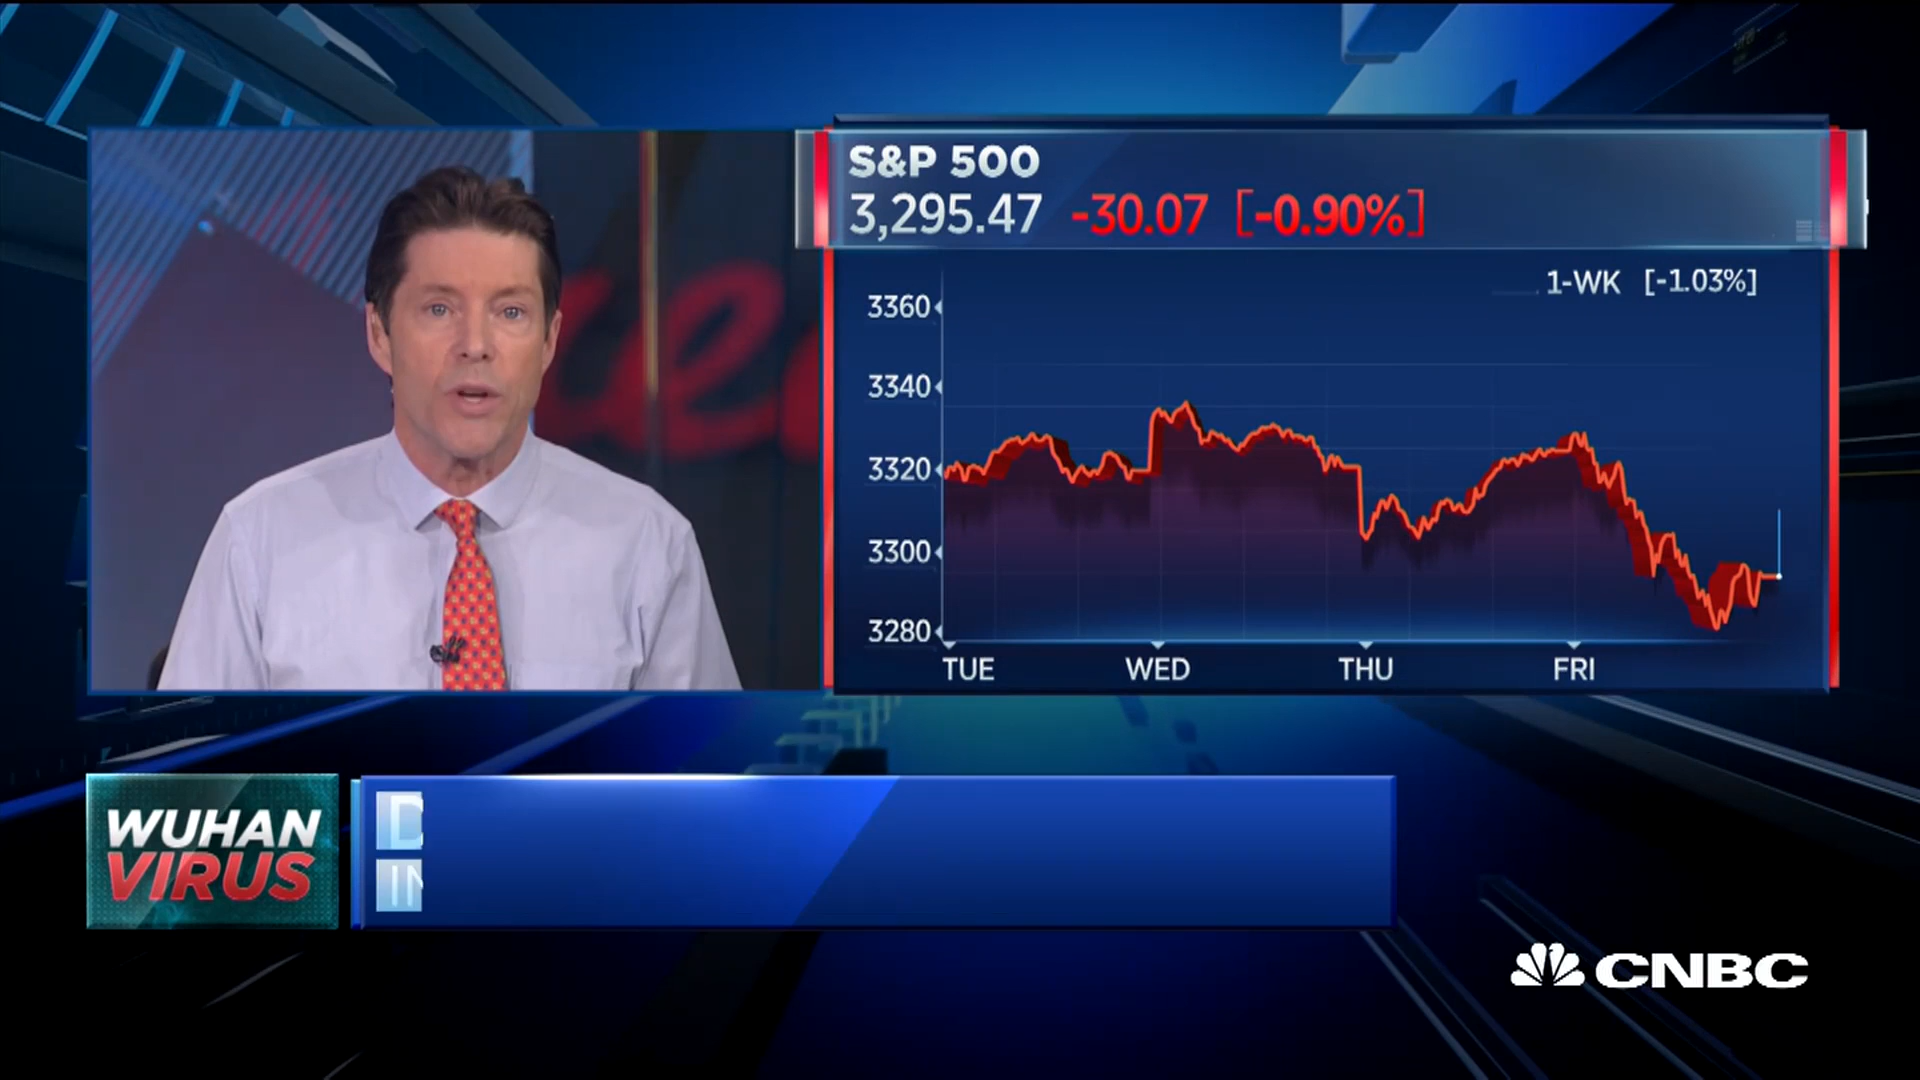 S&P 500
3,295.47 -30.07 [-0.90%]
1-WK [-1.03%]
3360
3340
3320
3300
3280
TUE WED THU FRI
WUHAN
VIRUS
D
IN
CNBC